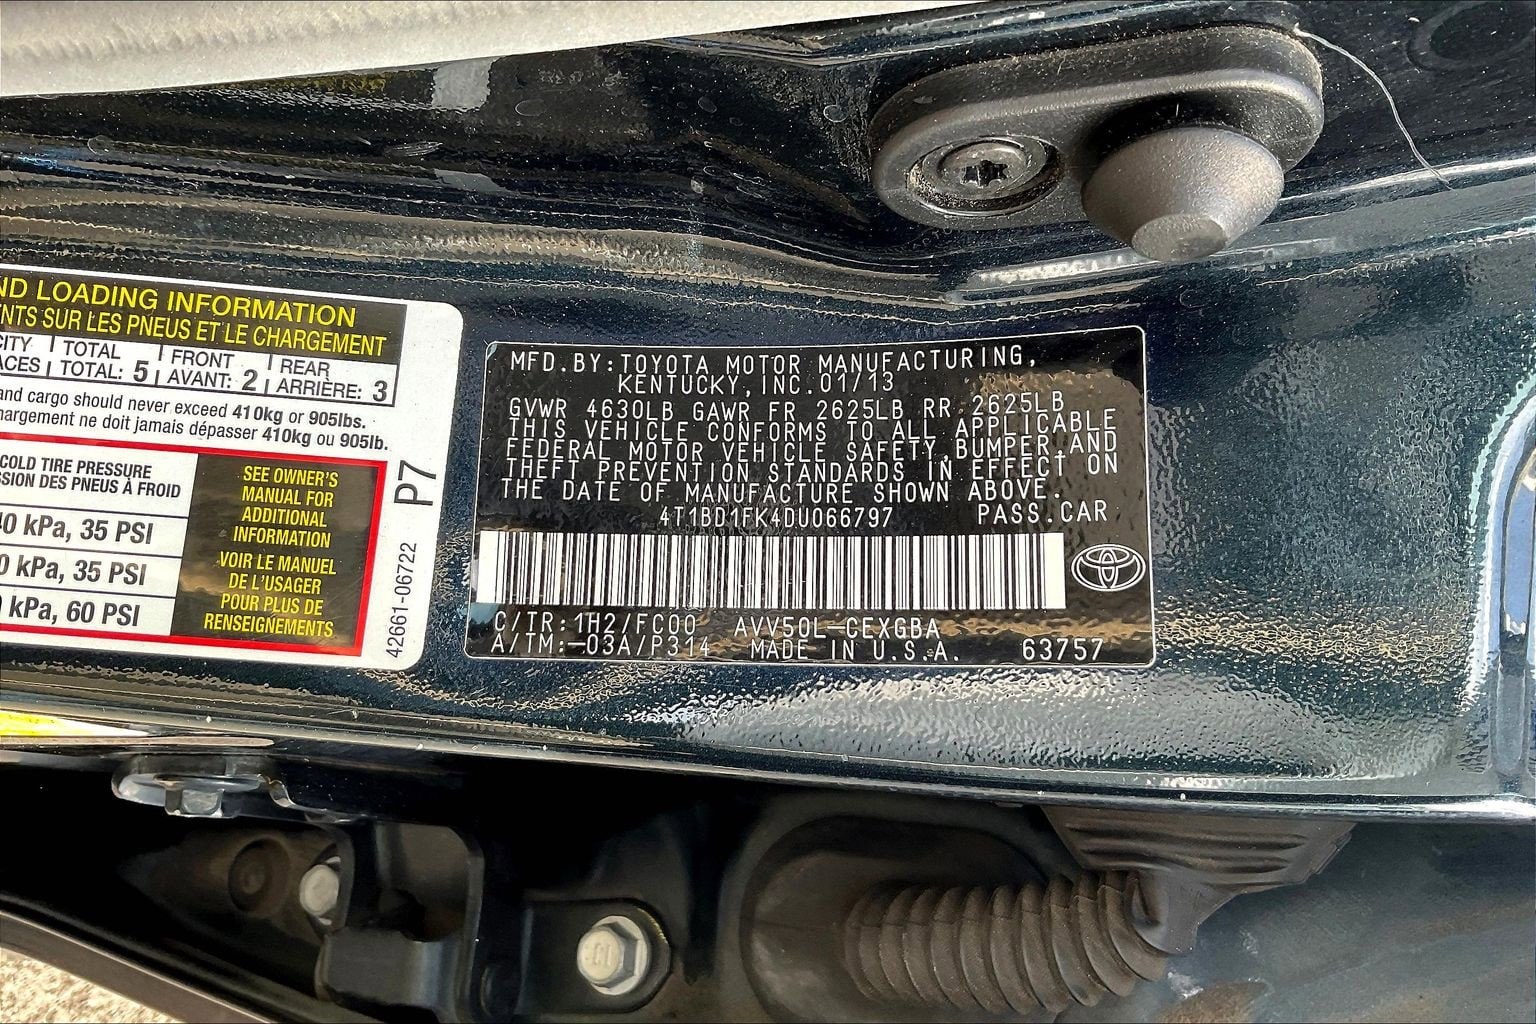 ND LOADING INFORMATION
NTS SUR LES PNEUS ET LE CHARGEMENT
CITY TOTAL FRONT REAR
ACES TOTAL: 5 AVANT: 2 ARRIÈRE: 3
and cargo should never exceed 410kg or 905lbs.
hargement ne doit jamais dépasser 410kg ou 905lb.
COLD TIRE PRESSURE
SSION DES PNEUS À FROID
40 kPa, 35 PSI
0 kPa, 35 PSI
kPa, 60 PSI
SEE OWNER'S
MANUAL FOR
ADDITIONAL
INFORMATION
VOIR LE MANUEL
DE L'USAGER
POUR PLUS DE
RENSEIGNEMENTS
P7
42661-06722
MFD.BY:TOYOTA MOTOR MANUFACTURING,
KENTUCKY,INC.01/13
GVWR 4630LB GAWR FR 2625LB RR 2625LB
THIS VEHICLE CONFORMS TO ALL APPLICABLE
FEDERAL MOTOR VEHICLE SAFETY,BUMPER,AND
THEFT PREVENTION STANDARDS IN EFFECT ON
THE DATE OF MANUFACTURE SHOWN ABOVE.
4T1BD1FK4DU066797 PASS.CAR
C/TR:1H2/FC00 AVV50L-CEXGBA
A/TM:-03A/P314 MADE IN U.S.A. 63757